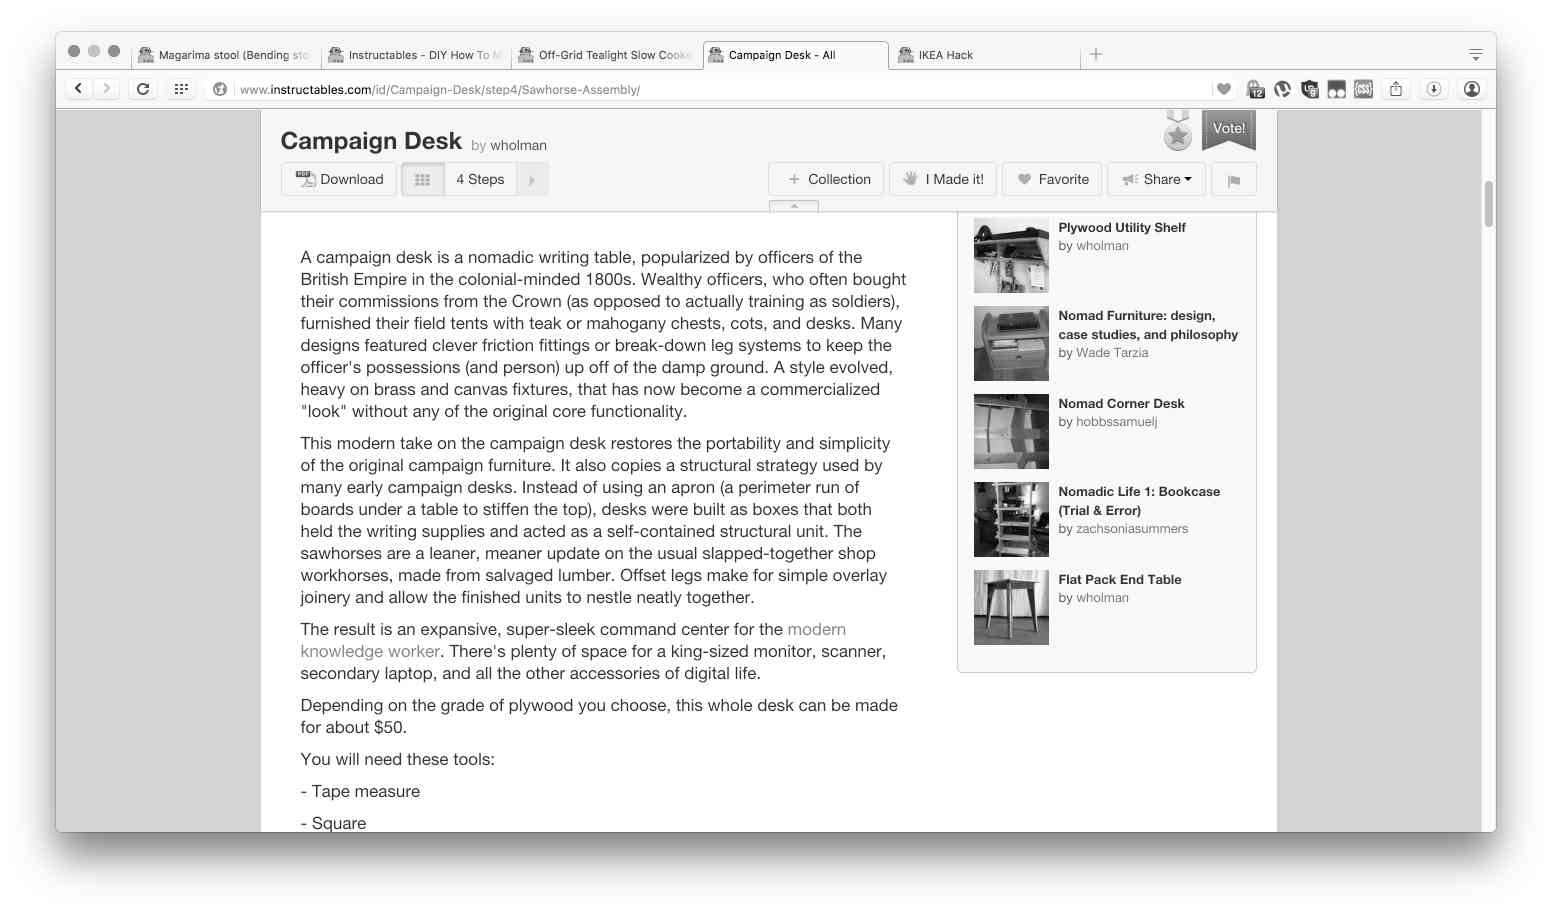 Magarima stool (Bending sto
Instructables - DIY How To M
Off-Grid Tealight Slow Cooke
Campaign Desk - All
IKEA Hack
www.instructables.com/id/Campaign-Desk/step4/Sawhorse-Assembly/
12
9
CSS
Campaign Desk by wholman
Vote!
PDF
Download
4 Steps
+ Collection
I Made it!
Favorite
Share
A campaign desk is a nomadic writing table, popularized by officers of the
British Empire in the colonial-minded 1800s. Wealthy officers, who often bought
their commissions from the Crown (as opposed to actually training as soldiers),
furnished their field tents with teak or mahogany chests, cots, and desks. Many
designs featured clever friction fittings or break-down leg systems to keep the
officer's possessions (and person) up off of the damp ground. A style evolved,
heavy on brass and canvas fixtures, that has now become a commercialized
"look" without any of the original core functionality.
This modern take on the campaign desk restores the portability and simplicity
of the original campaign furniture. It also copies a structural strategy used by
many early campaign desks. Instead of using an apron (a perimeter run of
boards under a table to stiffen the top), desks were built as boxes that both
held the writing supplies and acted as a self-contained structural unit. The
sawhorses are a leaner, meaner update on the usual slapped-together shop
workhorses, made from salvaged lumber. Offset legs make for simple overlay
joinery and allow the finished units to nestle neatly together.
The result is an expansive, super-sleek command center for the modern
knowledge worker. There's plenty of space for a king-sized monitor, scanner,
secondary laptop, and all the other accessories of digital life.
Depending on the grade of plywood you choose, this whole desk can be made
for about $50.
You will need these tools:
- Tape measure
- Square
Plywood Utility Shelf
by wholman
Nomad Furniture: design,
case studies, and philosophy
by Wade Tarzia
Nomad Corner Desk
by hobbssamuelj
Nomadic Life 1: Bookcase
(Trial & Error)
by zachsoniasummers
Flat Pack End Table
by wholman